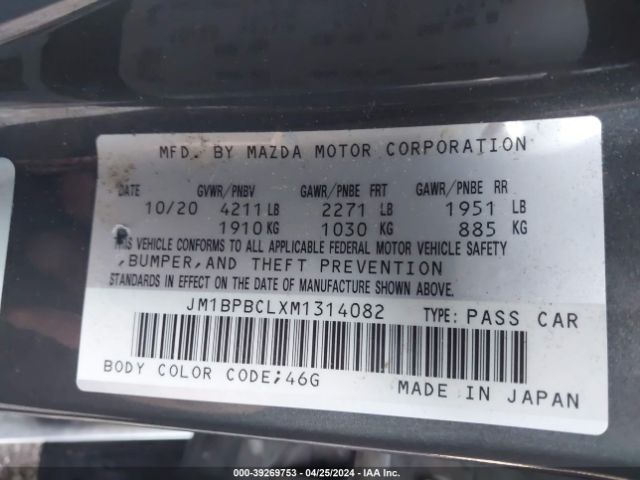 MFD. BY MAZDA MOTOR CORPORATION
DATE GVWR/PNBV GAWR/PNBE FRT GAWR/PNBE RR
10/20 4211 LB 2271 LB 1951 LB
1910 KG 1030 KG 885 KG
THIS VEHICLE CONFORMS TO ALL APPLICABLE FEDERAL MOTOR VEHICLE SAFETY
,BUMPER,AND THEFT PREVENTION
STANDARDS IN EFFECT ON THE DATE OF MANUFACTURE SHOWN ABOVE.
JM1BPBCLXM1314082 TYPE: PASS CAR
BODY COLOR CODE;46G MADE IN JAPAN
000-39269753 - 04/25/2024 - IAA Inc.